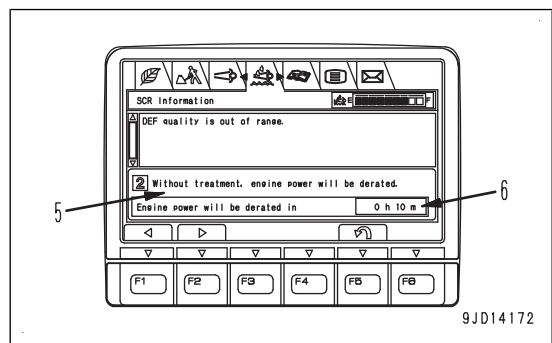 SCR Information
E F
DEF quality is out of range.
2 Without treatment, engine power will be derated.
Engine power will be derated in 0 h 10 m
5
6
F1 F2 F3 F4 F5 F6
9JD14172